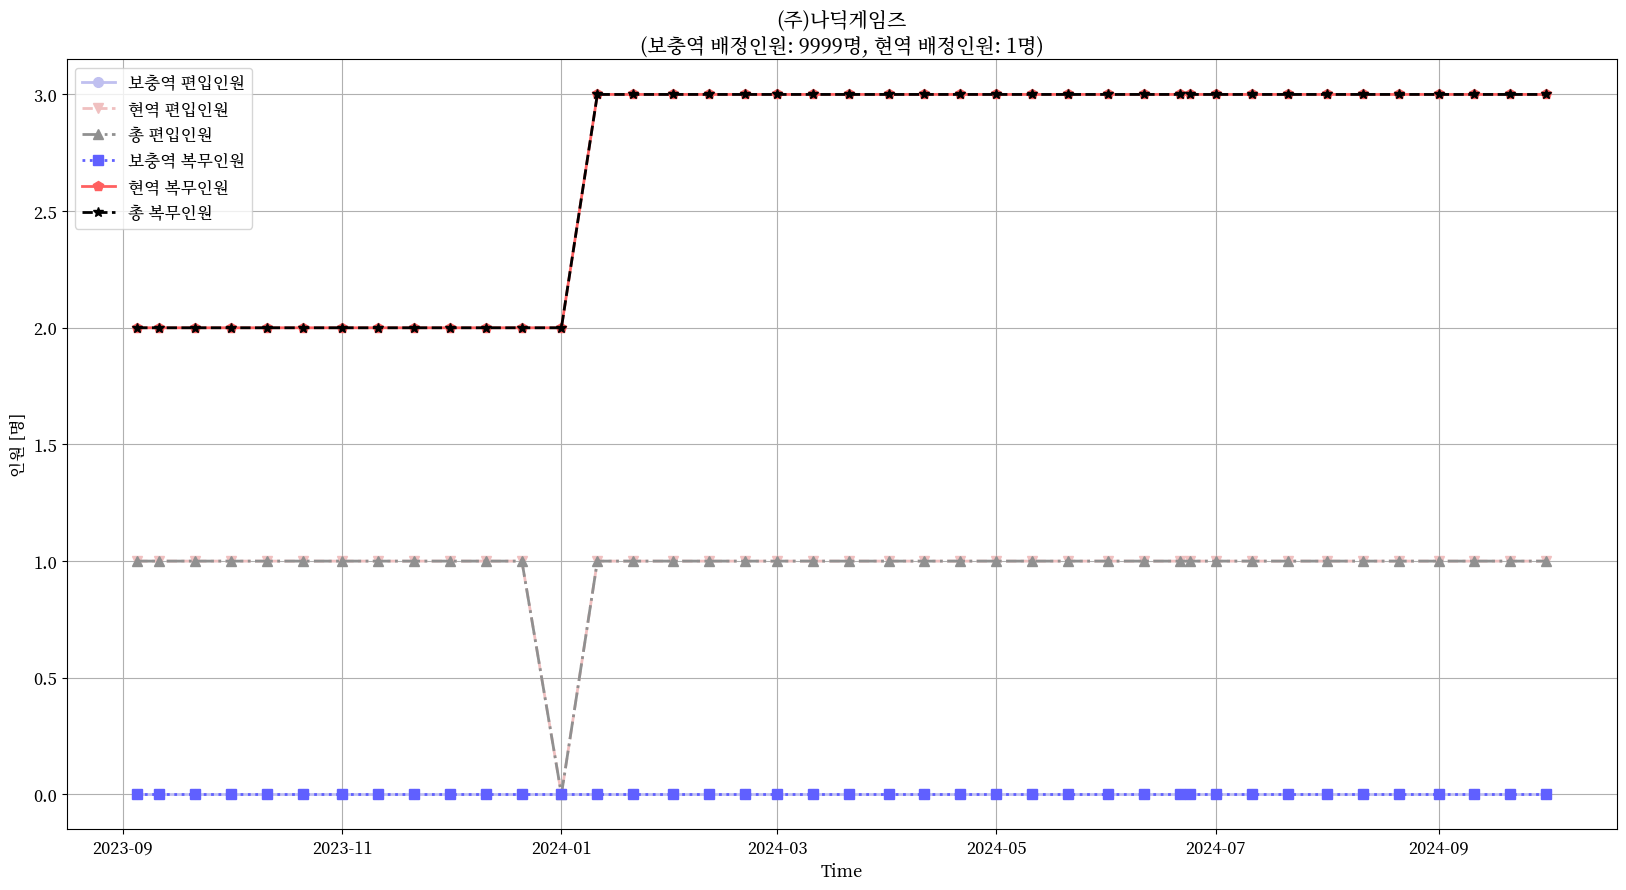 (주)나딕게임즈
(보충역 배정인원: 9999명, 현역 배정인원: 1명)
보충역 편입인원
현역 편입인원
총 편입인원
보충역 복무인원
현역 복무인원
총 복무인원
인원 [명]
3.0
2.5
2.0
1.5
1.0
0.5
0.0
2023-09
2023-11
2024-01
2024-03
2024-05
2024-07
2024-09
Time